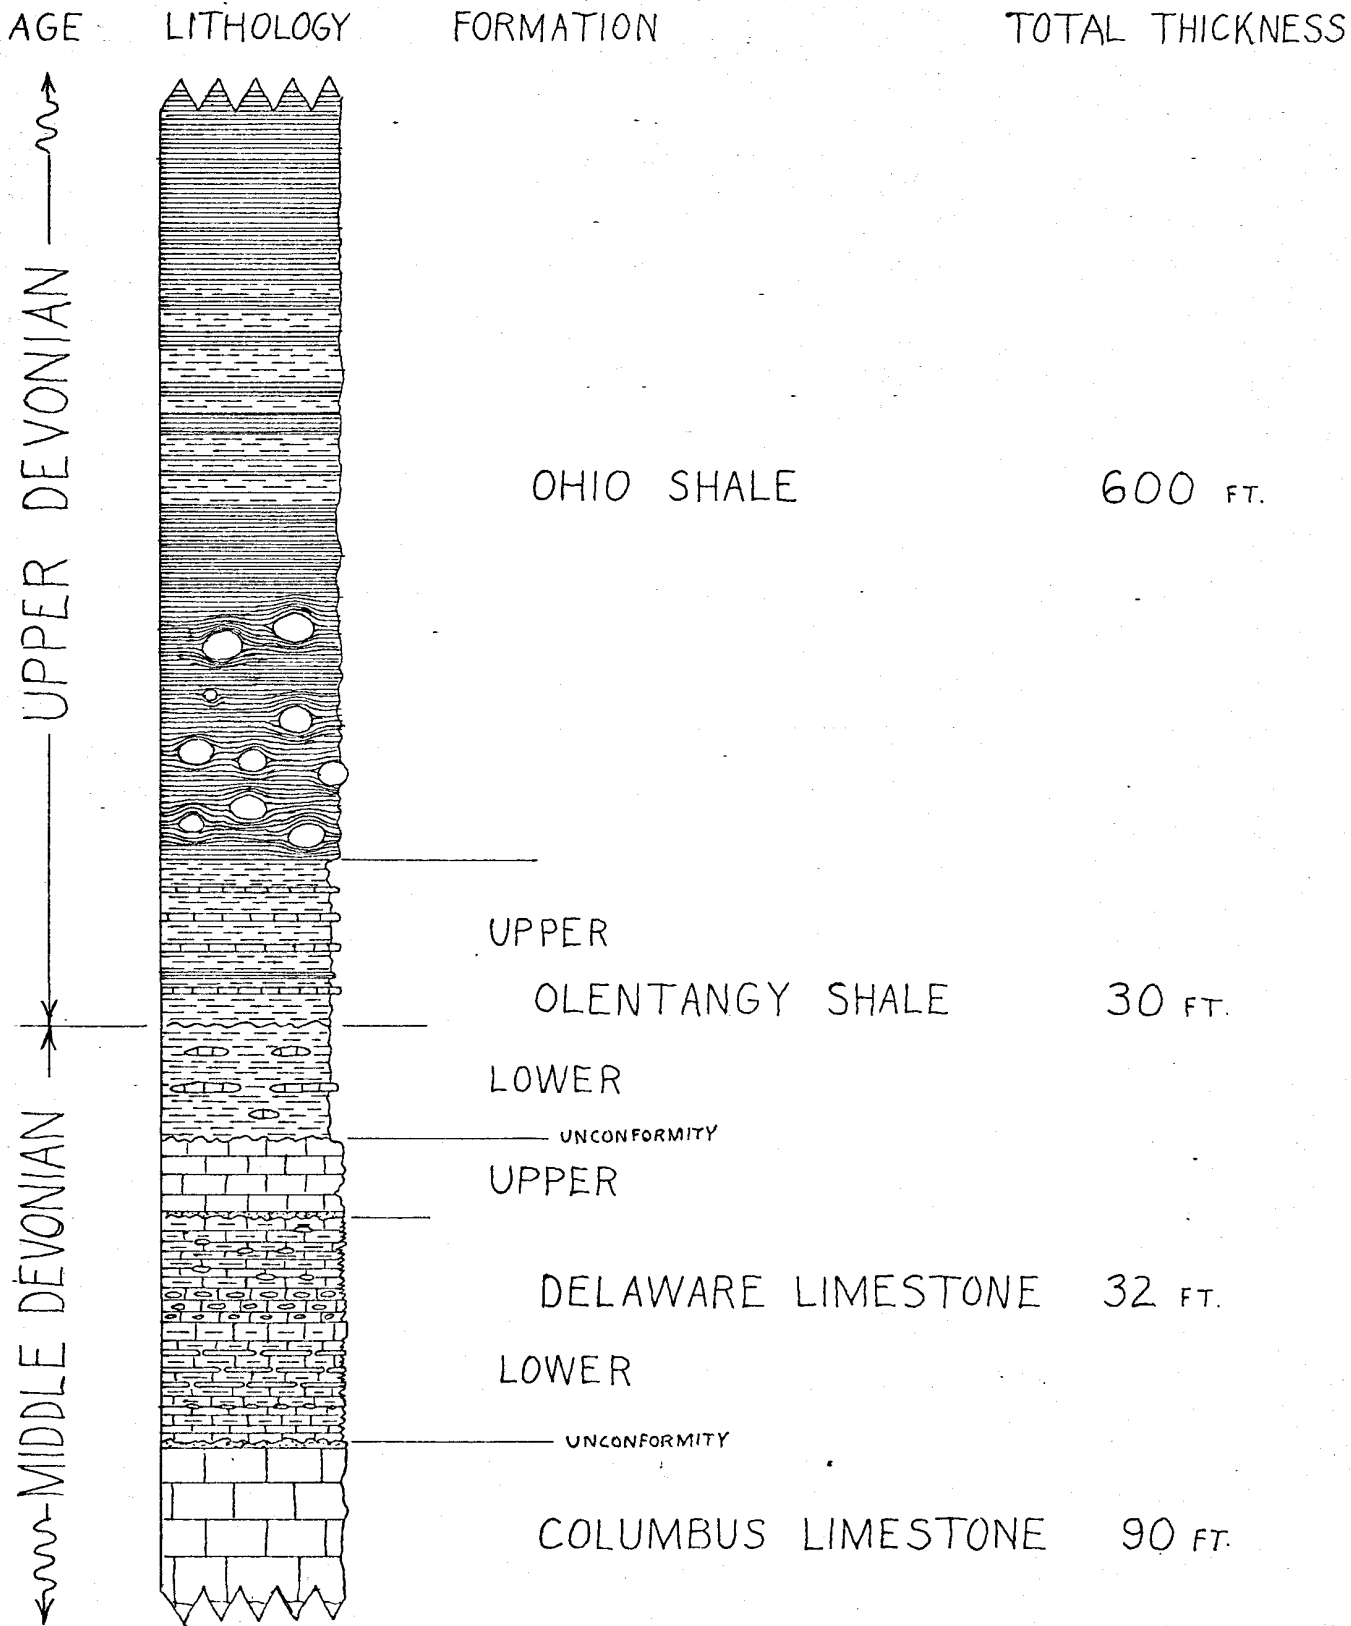 AGE LITHOLOGY FORMATION TOTAL THICKNESS
UPPER DEVONIAN
OHIO SHALE 600 FT.
UPPER
OLENTANGY SHALE 30 FT.
LOWER
UNCONFORMITY
MIDDLE DEVONIAN
UPPER
DELAWARE LIMESTONE 32 FT.
LOWER
UNCONFORMITY
COLUMBUS LIMESTONE 90 FT.